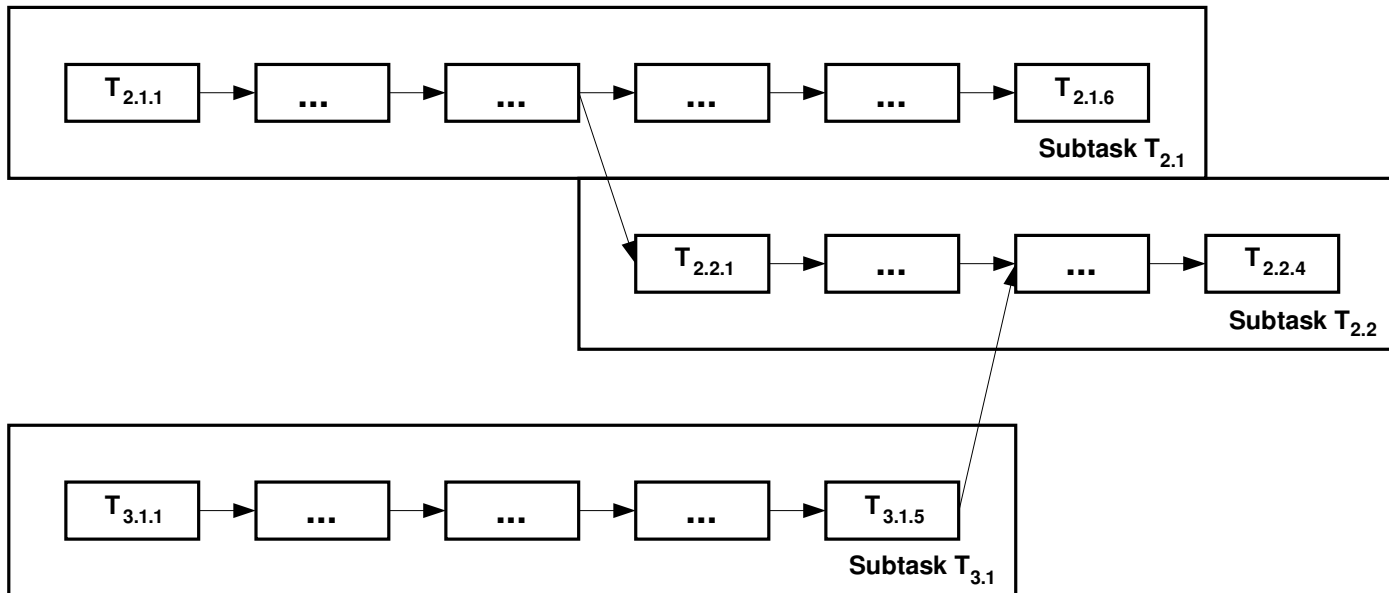 T2.1.1 ... ... ... ... T2.1.6
Subtask T2.1
T2.2.1 ... ... T2.2.4
Subtask T2.2
T3.1.1 ... ... ... T3.1.5
Subtask T3.1